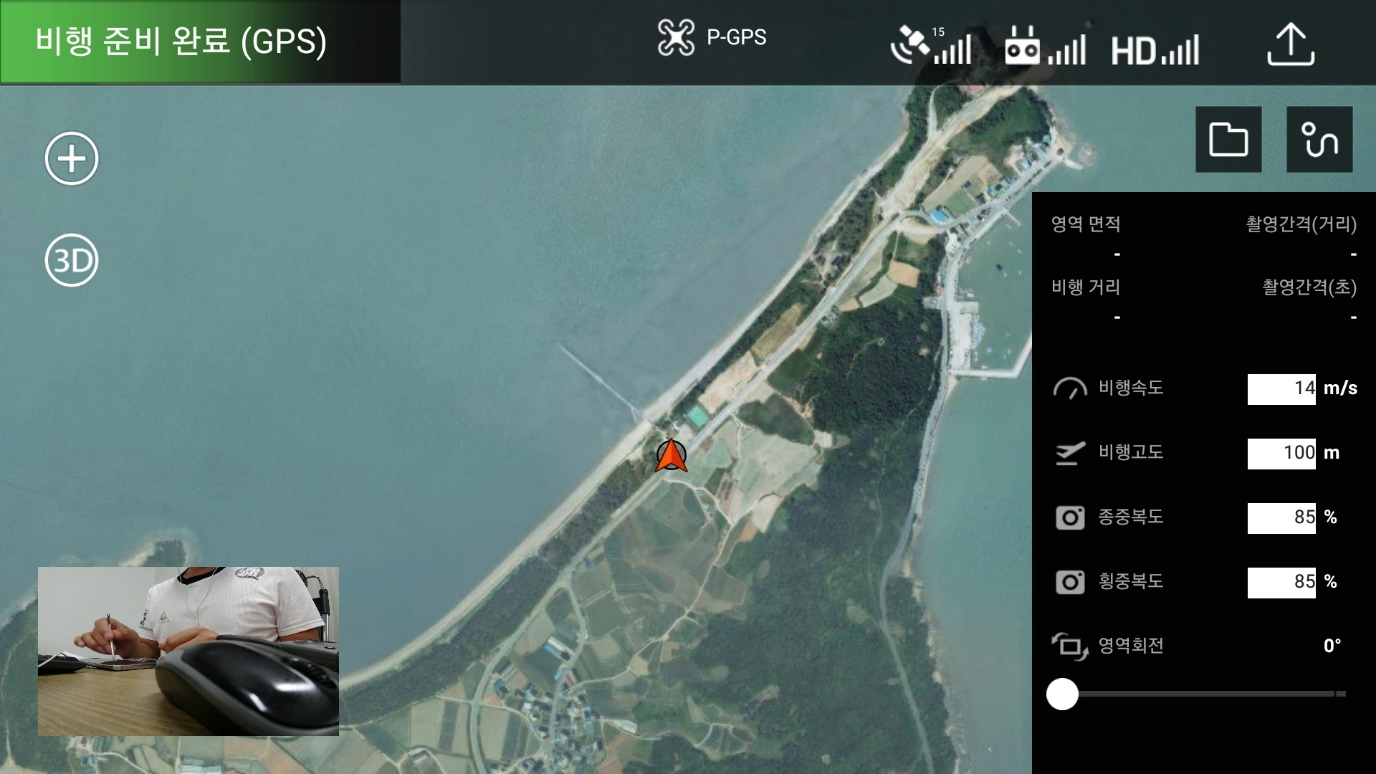 비행 준비 완료 (GPS)
P-GPS
15
HD
3D
영역 면적
촬영간격(거리)
-
-
비행 거리
촬영간격(초)
-
-
비행속도
14 m/s
비행고도
100 m
종중복도
85 %
횡중복도
85 %
영역회전
0°